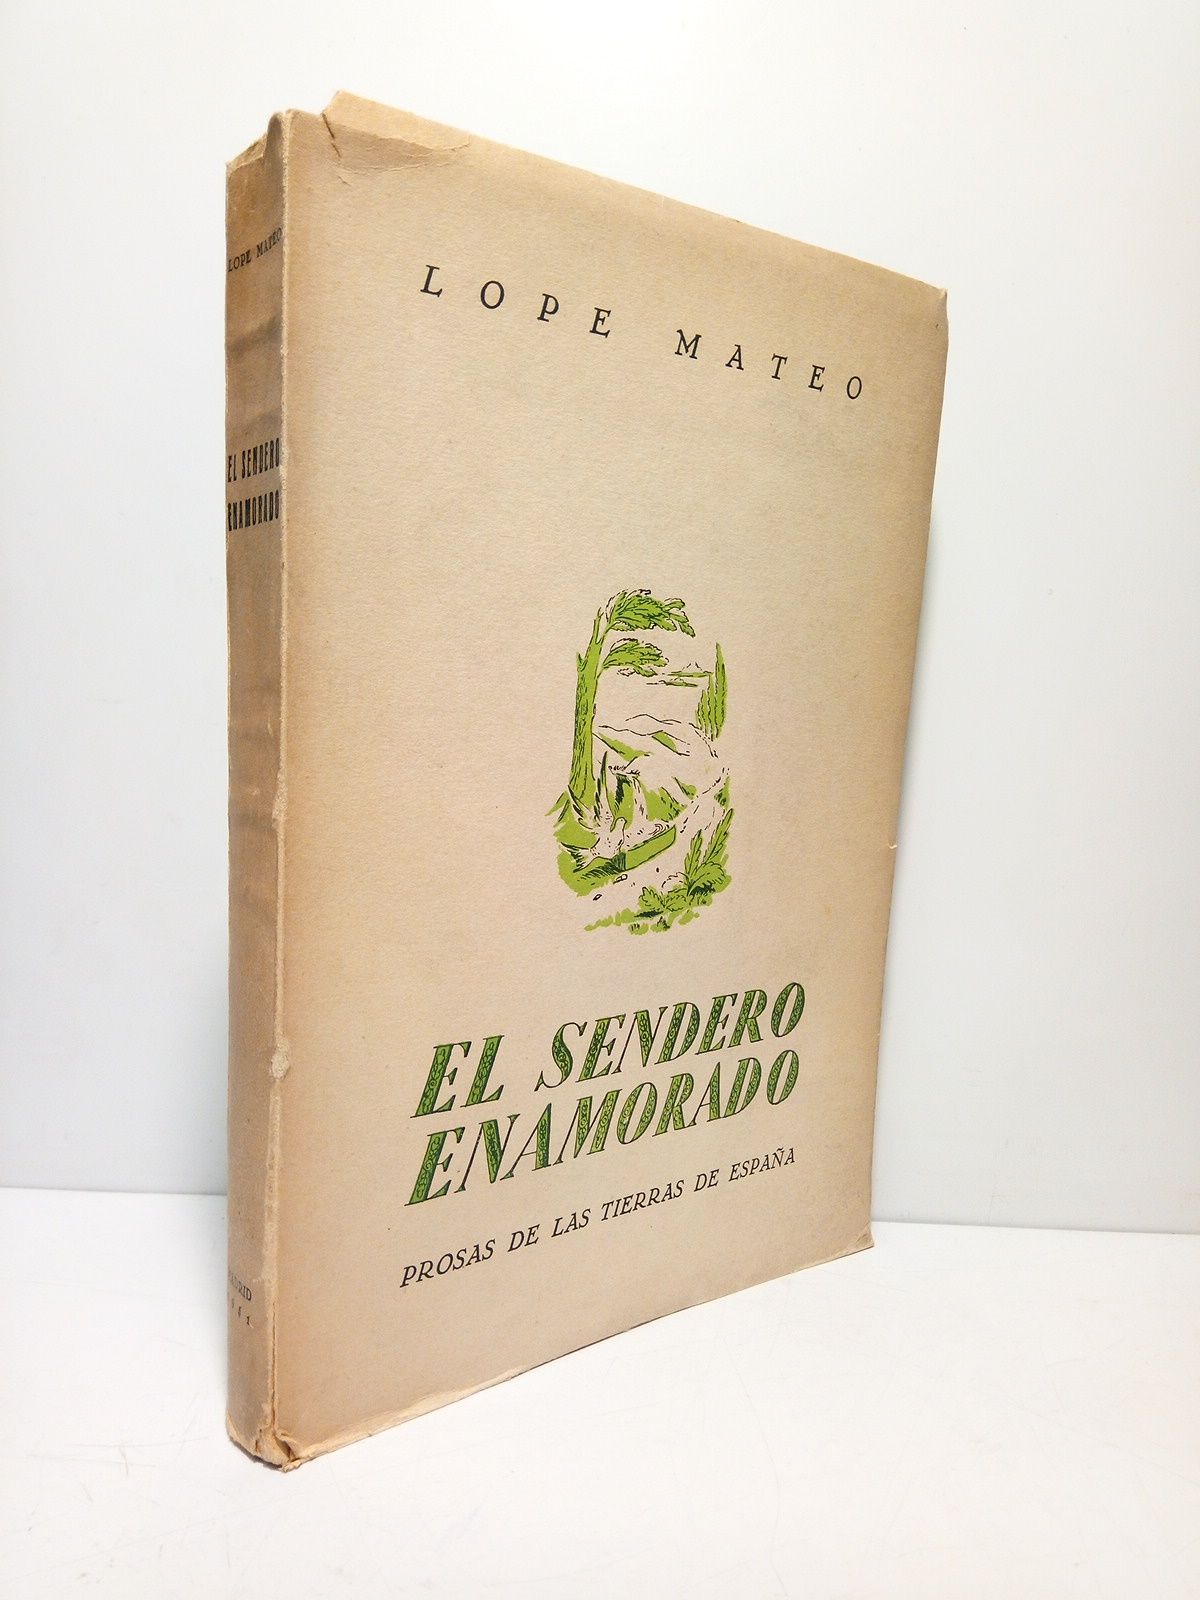 LOPE MATEO
EL SENDERO
ENAMORADO
LOPE MATEO
EL SENDERO
ENAMORADO
PROSAS DE LAS TIERRAS DE ESPAÑA